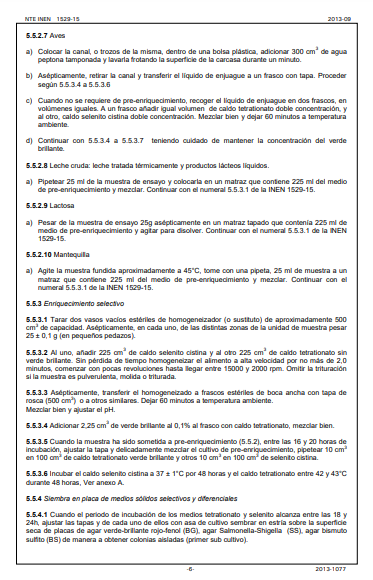 NTE INEN 1529-15 2013-09
5.5.2.7 Aves
a) Colocar la canal, o trozos de la misma, dentro de una bolsa plástica, adicionar 300 cm³ de agua
peptona tamponada y lavarla frotando la superficie de la carcasa durante un minuto.
b) Asépticamente, retirar la canal y transferir el líquido de enjuague a un frasco con tapa. Proceder
según 5.5.3.4 a 5.5.3.6
c) Cuando no se requiere de pre-enriquecimiento, recoger el líquido de enjuague en dos frascos, en
volúmenes iguales. A un frasco añadir igual volumen de caldo tetrationato doble concentración, y
al otro, caldo selenito cistina doble concentración. Mezclar bien y dejar 60 minutos a temperatura
ambiente.
d) Continuar con 5.5.3.4 a 5.5.3.7 teniendo cuidado de mantener la concentración del verde
brillante.
5.5.2.8 Leche cruda: leche tratada térmicamente y productos lácteos líquidos.
a) Pipetear 25 ml de la muestra de ensayo y colocarla en un matraz que contiene 225 ml del medio
de pre-enriquecimiento y mezclar. Continuar con el numeral 5.5.3.1 de la INEN 1529-15.
5.5.2.9 Lactosa
a) Pesar de la muestra de ensayo 25g asépticamente en un matraz tapado que contenía 225 ml de
medio de pre-enriquecimiento y agitar para disolver. Continuar con el numeral 5.5.3.1 de la INEN
1529-15.
5.5.2.10 Mantequilla
a) Agite la muestra fundida aproximadamente a 45°C, tome con una pipeta, 25 ml de muestra a un
matraz que contiene 225 ml del medio de pre-enriquecimiento y mezclar. Continuar con el
numeral 5.5.3.1 de la INEN 1529-15.
5.5.3 Enriquecimiento selectivo
5.5.3.1 Tarar dos vasos vacíos estériles de homogeneizador (o sustituto) de aproximadamente 500
cm³ de capacidad. Asépticamente, en cada uno, de las distintas zonas de la unidad de muestra pesar
25 ± 0,1 g (en pequeños pedazos).
5.5.3.2 Al uno, añadir 225 cm³ de caldo selenito cistina y al otro 225 cm³ de caldo tetrationato sin
verde brillante. Sin pérdida de tiempo homogeneizar el alimento a alta velocidad por no más de 2,0
minutos, comenzar con pocas revoluciones hasta llegar entre 15000 y 2000 rpm. Omitir la trituración
si la muestra es pulverulenta, molida o triturada.
5.5.3.3 Asépticamente, transferir el homogeneizado a frascos estériles de boca ancha con tapa de
rosca (500 cm³) o a otros similares. Dejar 60 minutos a temperatura ambiente.
Mezclar bien y ajustar el pH.
5.5.3.4 Adicionar 2,25 cm³ de verde brillante al 0,1% al frasco con caldo tetrationato, mezclar bien.
5.5.3.5 Cuando la muestra ha sido sometida a pre-enriquecimiento (5.5.2), entre las 16 y 20 horas de
incubación, ajustar la tapa y delicadamente mezclar el cultivo de pre-enriquecimiento, pipetear 10 cm³
en 100 cm³ de caldo tetrationato verde brillante y otros 10 cm³ en 100 cm³ de selenito cistina.
5.5.3.6 Incubar el caldo selenito cistina a 37 ± 1°C por 48 horas y el caldo tetrationato entre 42 y 43°C
durante 48 horas, Ver anexo A.
5.5.4 Siembra en placa de medios sólidos selectivos y diferenciales
5.5.4.1 Cuando el periodo de incubación de los medios tetrationato y selenito alcanza entre las 18 y
24h, ajustar las tapas y de cada uno de ellos con asa de cultivo sembrar en estría sobre la superficie
seca de placas de agar verde-brillante rojo-fenol (BG), agar Salmonella-Shigella (SS), agar bismuto
sulfito (BS) de manera a obtener colonias aisladas (primer sub cultivo).
-6- 2013-1077